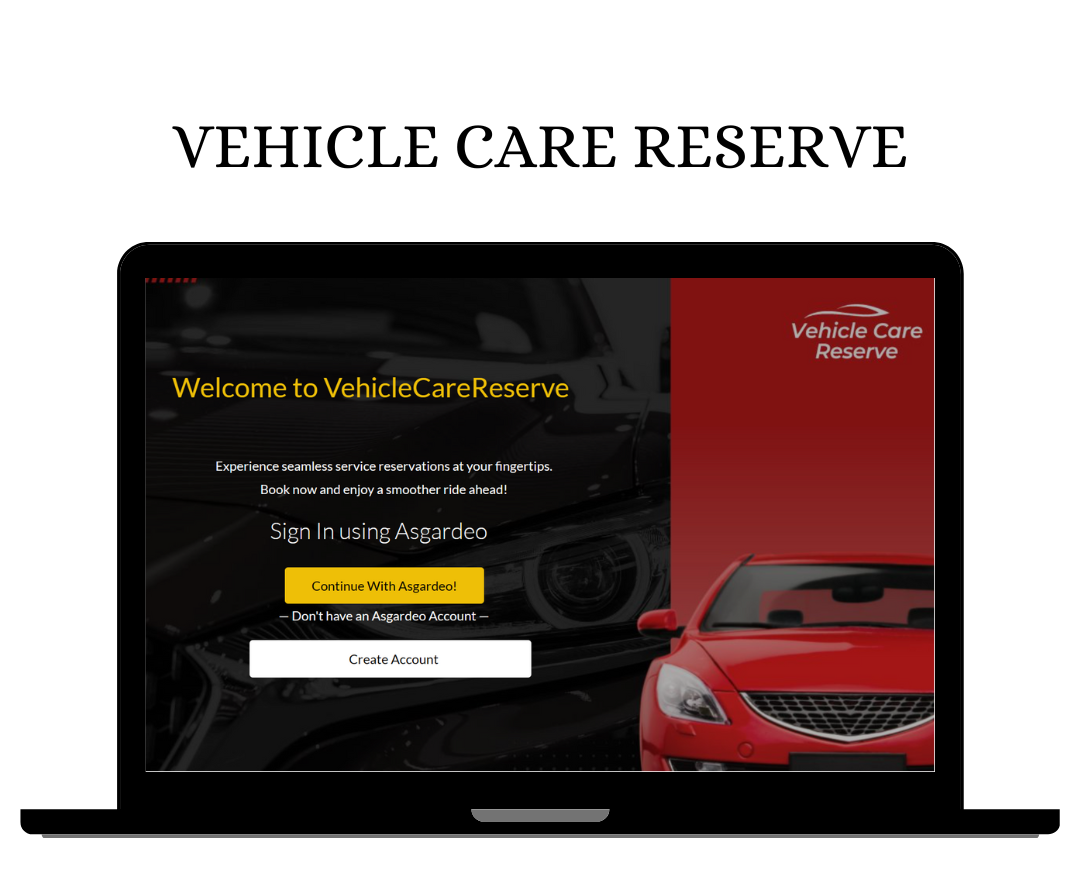 VEHICLE CARE RESERVE
Vehicle Care
Reserve
Welcome to VehicleCareReserve
Experience seamless service reservations at your fingertips.
Book now and enjoy a smoother ride ahead!
Sign In using Asgardeo
Continue With Asgardeo!
— Don't have an Asgardeo Account —
Create Account